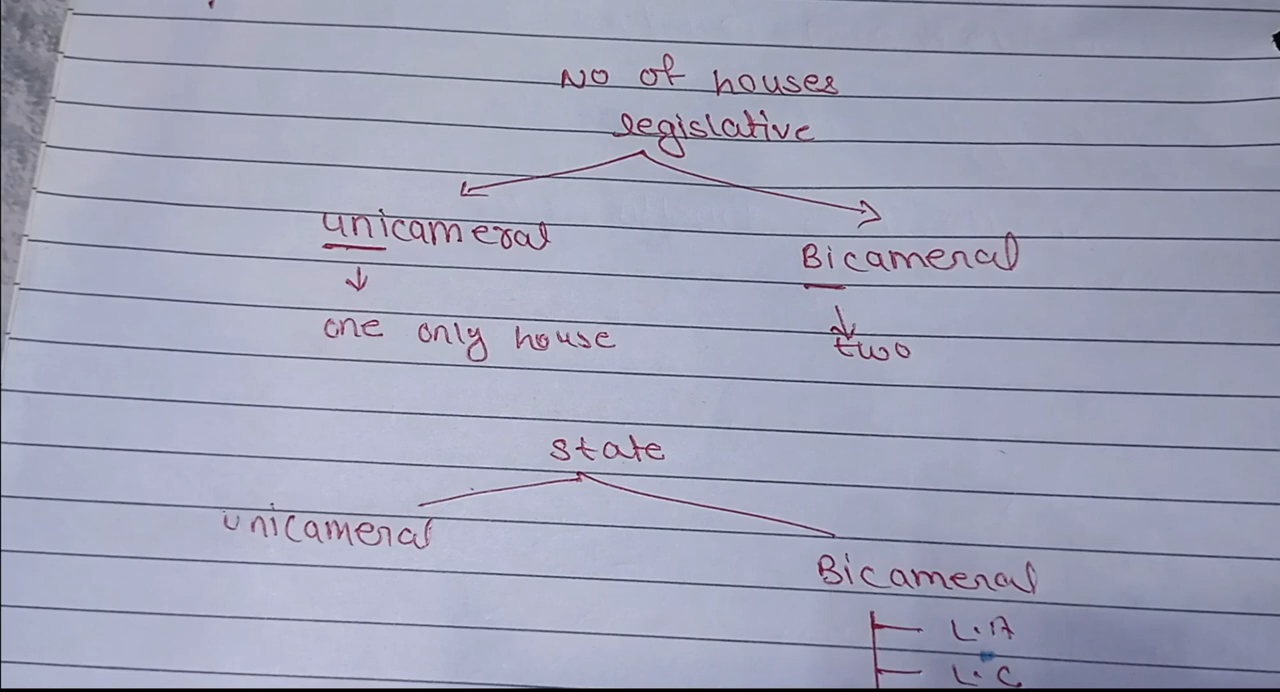 No of houses
legislative
unicameral
Bicameral
one only house
two
state
unicameral
Bicameral
L.A
L.C